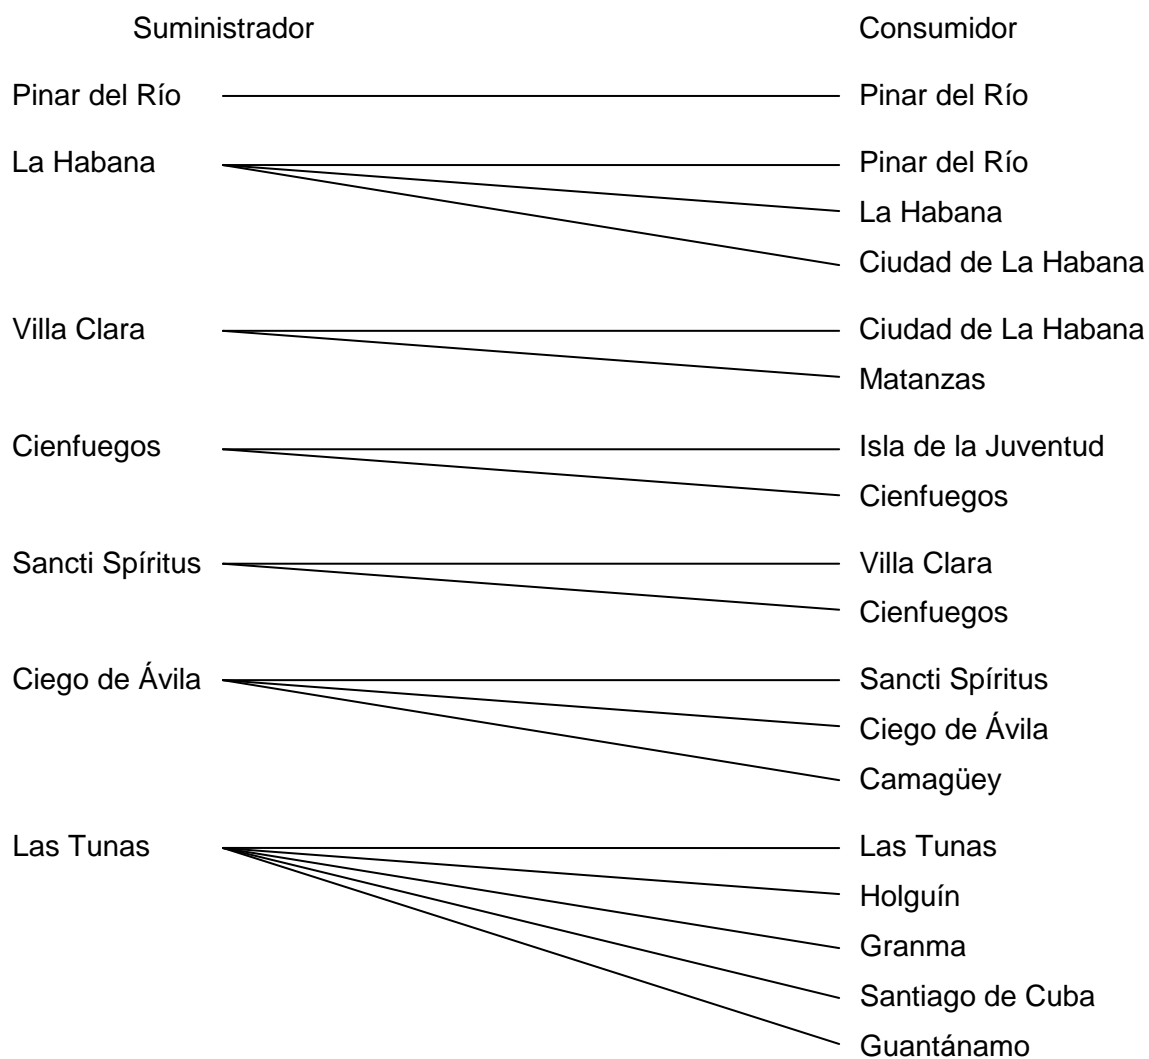 Suministrador Consumidor
Pinar del Río Pinar del Río
La Habana Pinar del Río
La Habana
Ciudad de La Habana
Villa Clara Ciudad de La Habana
Matanzas
Cienfuegos Isla de la Juventud
Cienfuegos
Sancti Spíritus Villa Clara
Cienfuegos
Ciego de Ávila Sancti Spíritus
Ciego de Ávila
Camagüey
Las Tunas Las Tunas
Holguín
Granma
Santiago de Cuba
Guantánamo